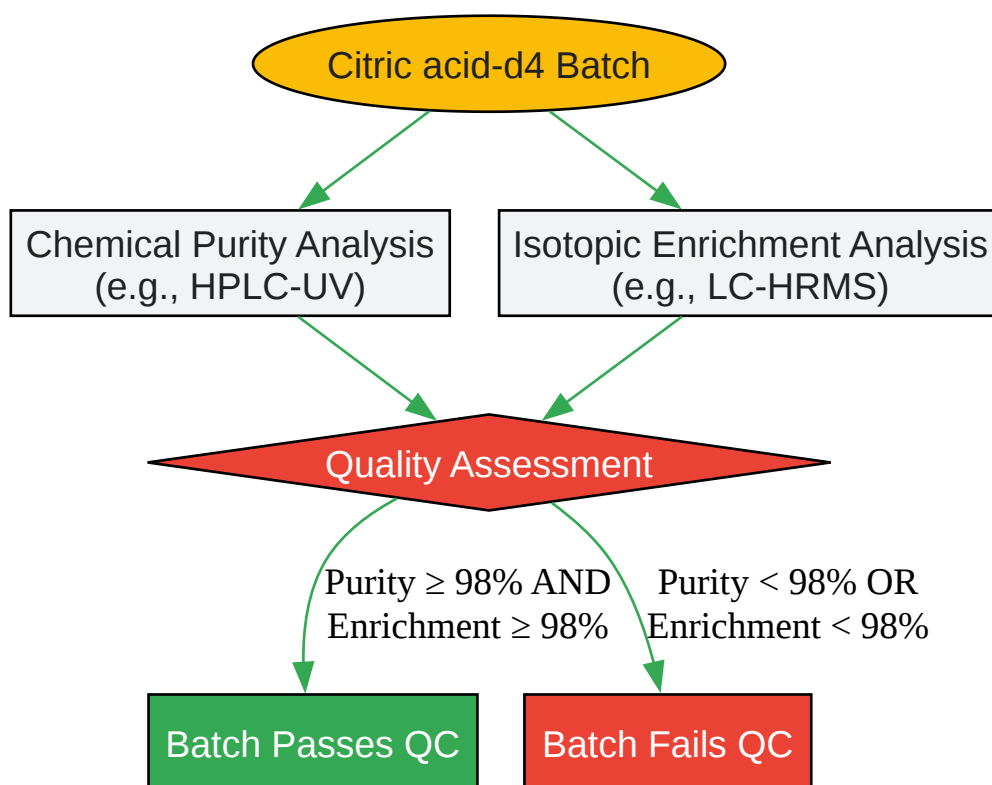 Citric acid-d4 Batch
Chemical Purity Analysis
(e.g., HPLC-UV)
Isotopic Enrichment Analysis
(e.g., LC-HRMS)
Quality Assessment
Purity ≥ 98% AND
Enrichment ≥ 98%
Purity < 98% OR
Enrichment < 98%
Batch Passes QC
Batch Fails QC